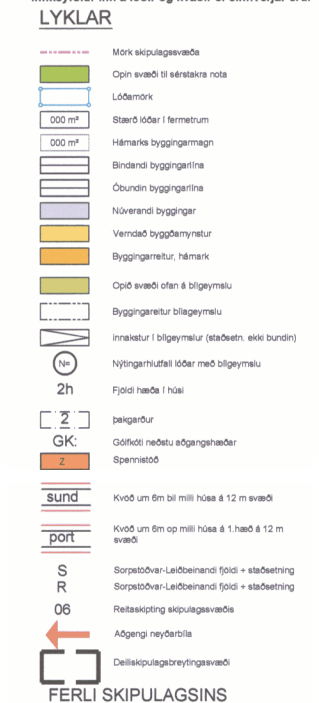 LYKLAR
Mörk skipulagssvæða
Opin svæði til sérstakra nota
Lóðamörk
000 m² Stærð lóðar í fermetrum
000 m² Hámarks byggingarmagn
Bindandi byggingarlína
Óbundin byggingarlína
Núverandi byggingar
Verndað byggðamynstur
Byggingarreitur, hámark
Opið svæði ofan á bílgeymslu
Byggingareitur bílageymslu
innakstur í bílgeymslur (staðsetn. ekki bundin)
N= Nýtingarhlutfall lóðar með bílgeymslu
2h Fjöldi hæða í húsi
2 þakgarður
GK: Gólfkóti neðstu aðgangshæðar
Z Spennistöð
sund Kvöð um 6m bil milli húsa á 12 m svæði
port Kvöð um 6m op milli húsa á 1.hæð á 12 m
svæði
S Sorpstöðvar-Leiðbeinandi fjöldi + staðsetning
R Sorpstöðvar-Leiðbeinandi fjöldi + staðsetning
06 Reitaskipting skipulagssvæðis
Aðgengi neyðarbíla
Deiliskipulagsbreytingasvæði
FERLI SKIPULAGSINS